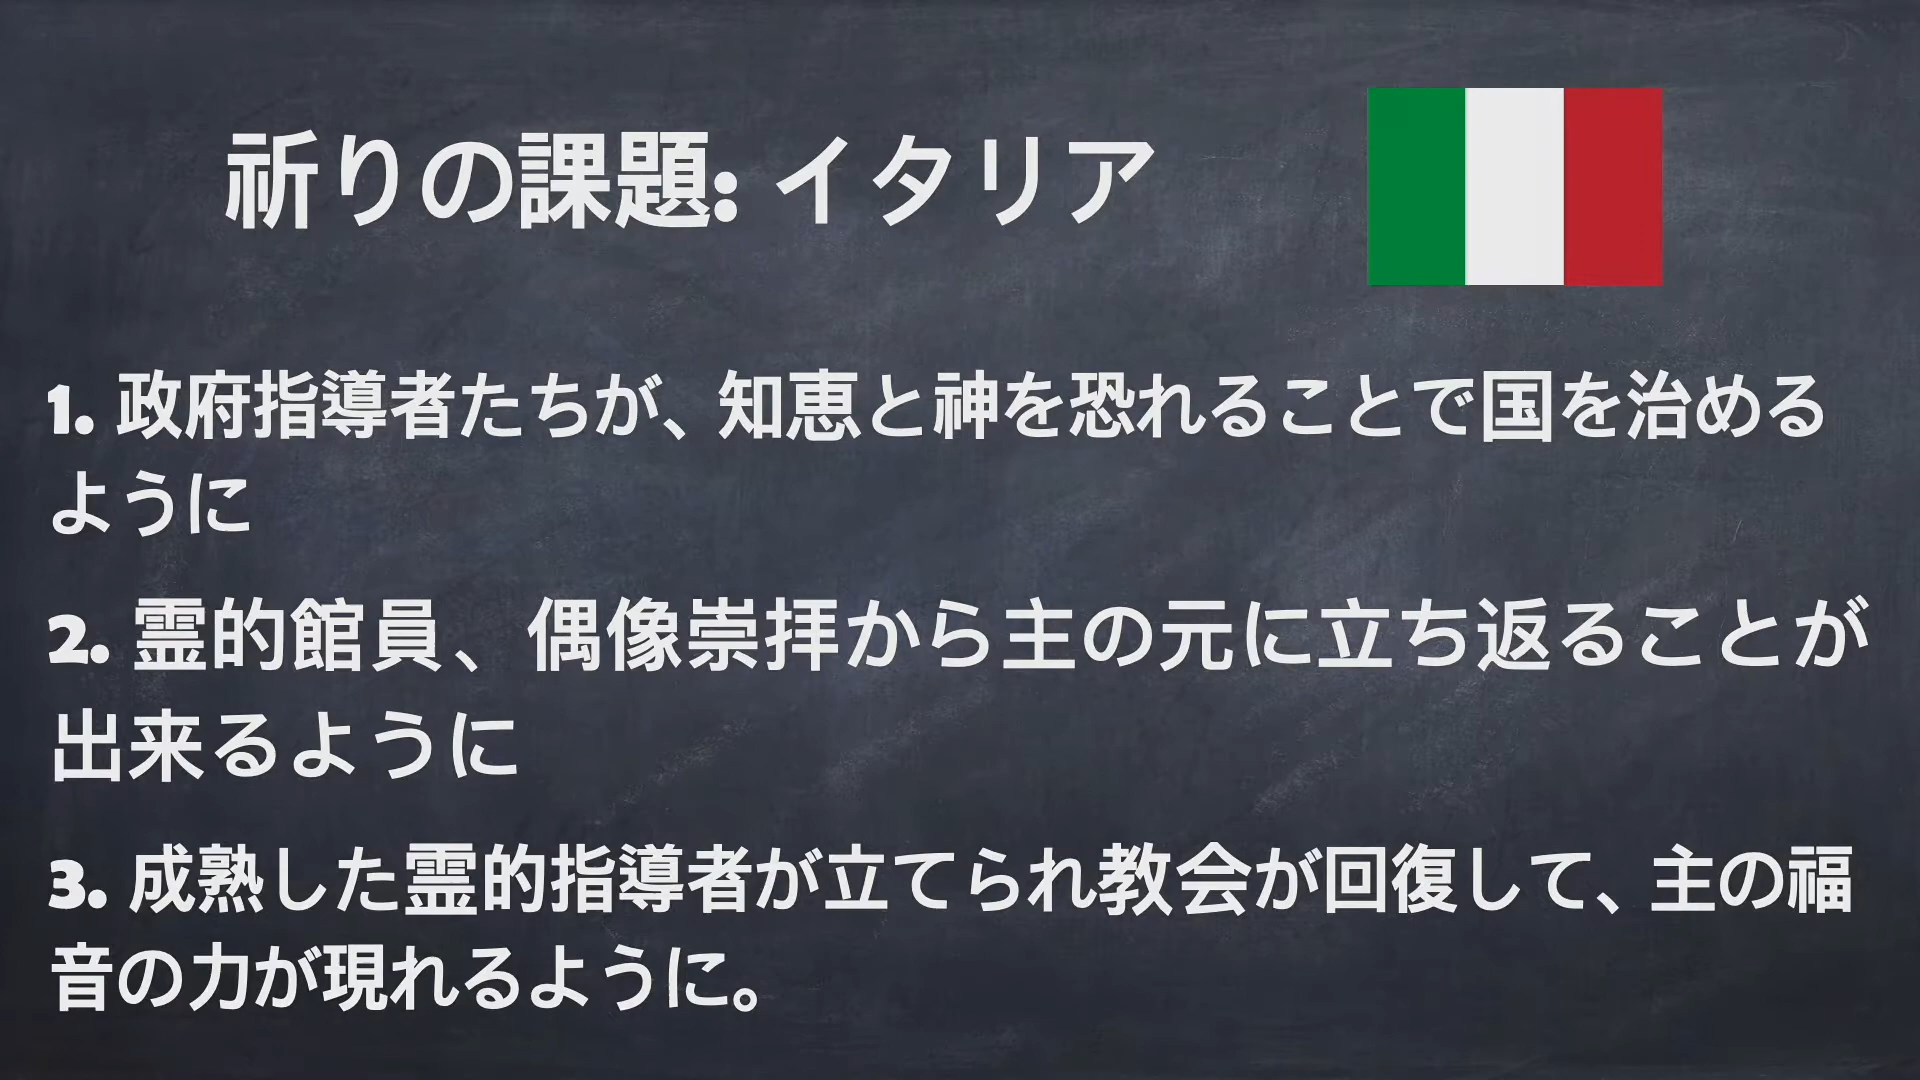 祈りの課題: イタリア
1. 政府指導者たちが、知恵と神を恐れることで国を治める
ように
2. 霊的館員、偶像崇拝から主の元に立ち返ることが
出来るように
3. 成熟した霊的指導者が立てられ教会が回復して、主の福
音の力が現れるように。